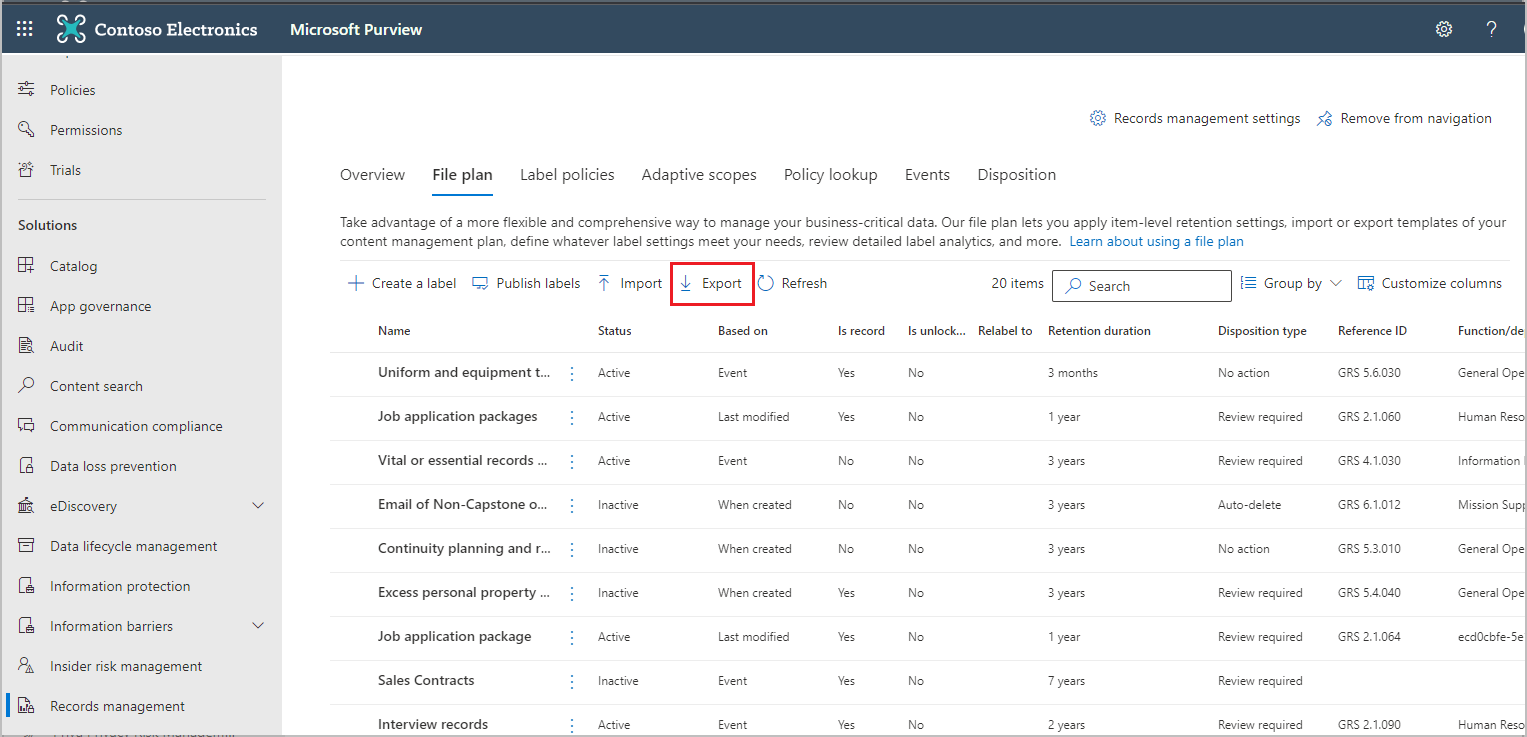 Contoso Electronics Microsoft Purview
Policies
Permissions
Trials
Solutions
Catalog
App governance
Audit
Content search
Communication compliance
Data loss prevention
eDiscovery
Data lifecycle management
Information protection
Information barriers
Insider risk management
Records management
Records management settings Remove from navigation
Overview File plan Label policies Adaptive scopes Policy lookup Events Disposition
Take advantage of a more flexible and comprehensive way to manage your business-critical data. Our file plan lets you apply item-level retention settings, import or export templates of your
content management plan, define whatever label settings meet your needs, review detailed label analytics, and more. Learn about using a file plan
Create a label Publish labels Import Export Refresh 20 items Search Group by Customize columns
Name Status Based on Is record Is unlock... Relabel to Retention duration Disposition type Reference ID Function/de
Uniform and equipment t... Active Event Yes No 3 months No action GRS 5.6.030 General Ope
Job application packages Active Last modified Yes No 1 year Review required GRS 2.1.060 Human Reso
Vital or essential records ... Active Event No No 3 years Review required GRS 4.1.030 Information
Email of Non-Capstone o... Inactive When created No No 3 years Auto-delete GRS 6.1.012 Mission Supp
Continuity planning and r... Inactive When created No No 3 years No action GRS 5.3.010 General Ope
Excess personal property ... Inactive When created Yes No 3 years Review required GRS 5.4.040 General Ope
Job application package Active Last modified Yes No 1 year Review required GRS 2.1.064 ecd0cbfe-5e
Sales Contracts Inactive Event Yes No 7 years Review required
Interview records Active Event Yes No 2 years Review required GRS 2.1.090 Human Reso